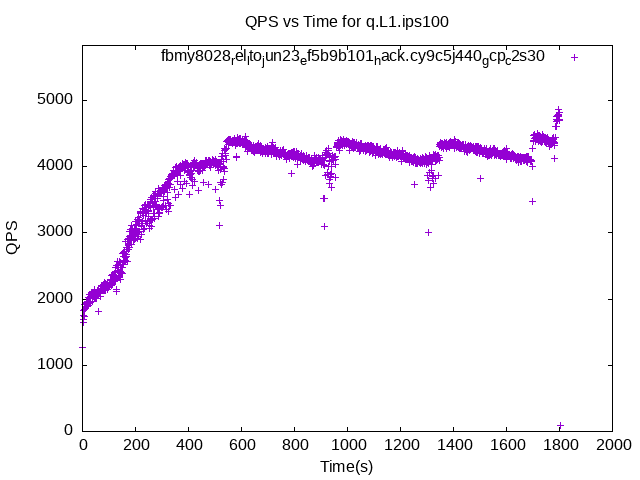 QPS vs Time for q.L1.ips100
fbmy8028relltojun23ef5b9b101hack.cy9c5j440gcpc2s30
5000
4000
3000
2000
1000
0
QPS
0 200 400 600 800 1000 1200 1400 1600 1800 2000
Time(s)